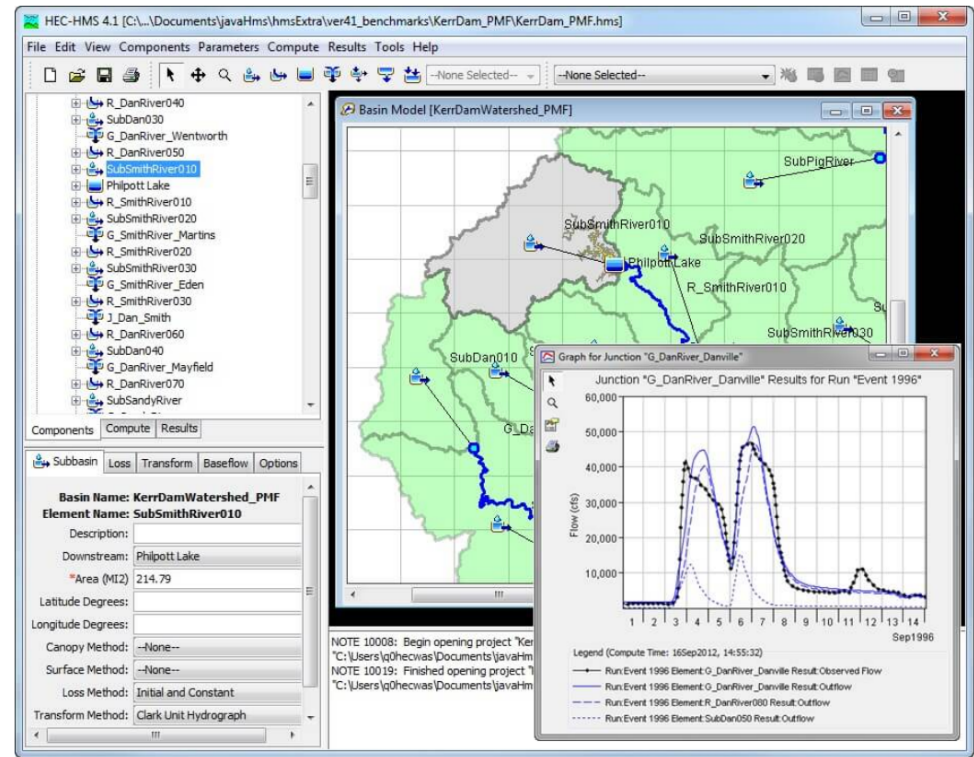 HEC-HMS 4.1 [C:\...\Documents\javaHms\hmsExtra\ver41_benchmarks\KerrDam_PMF\KerrDam_PMF.hms]
File Edit View Components Parameters Compute Results Tools Help
--None Selected--
--None Selected--
R_DanRiver040
SubDan030
G_DanRiver_Wentworth
R_DanRiver050
SubSmithRiver010
Philpott Lake
R_SmithRiver010
SubSmithRiver020
G_SmithRiver_Martins
R_SmithRiver020
SubSmithRiver030
G_SmithRiver_Eden
R_SmithRiver030
J_Dan_Smith
R_DanRiver060
SubDan040
G_DanRiver_Mayfield
R_DanRiver070
SubSandyRiver
Components Compute Results
Subbasin Loss Transform Baseflow Options
Basin Name: KerrDamWatershed_PMF
Element Name: SubSmithRiver010
Description:
Downstream: Philpott Lake
*Area (MI2) 214.79
Latitude Degrees:
Longitude Degrees:
Canopy Method: --None--
Surface Method: --None--
Loss Method: Initial and Constant
Transform Method: Clark Unit Hydrograph
Basin Model [KerrDamWatershed_PMF]
SubPigRiver
SubSmithRiver010
SubSmithRiver020
Philpott Lake
R_SmithRiver010
SubSmithRiver030
SubDan010
NOTE 10008: Begin opening project "Ker
"C:\Users\q0hecwas\Documents\javaHm
NOTE 10019: Finished opening project "
"C:\Users\q0hecwas\Documents\javaHm
Graph for Junction "G_DanRiver_Danville"
Junction "G_DanRiver_Danville" Results for Run "Event 1996"
60,000
50,000
40,000
30,000
20,000
10,000
Flow (cfs)
1 2 3 4 5 6 7 8 9 10 11 12 13 14
Sep1996
Legend (Compute Time: 16Sep2012, 14:55:32)
Run:Event 1996 Element:G_DanRiver_Danville Result:Observed Flow
Run:Event 1996 Element:G_DanRiver_Danville Result:Outflow
Run:Event 1996 Element:R_DanRiver080 Result:Outflow
Run:Event 1996 Element:SubDan050 Result:Outflow